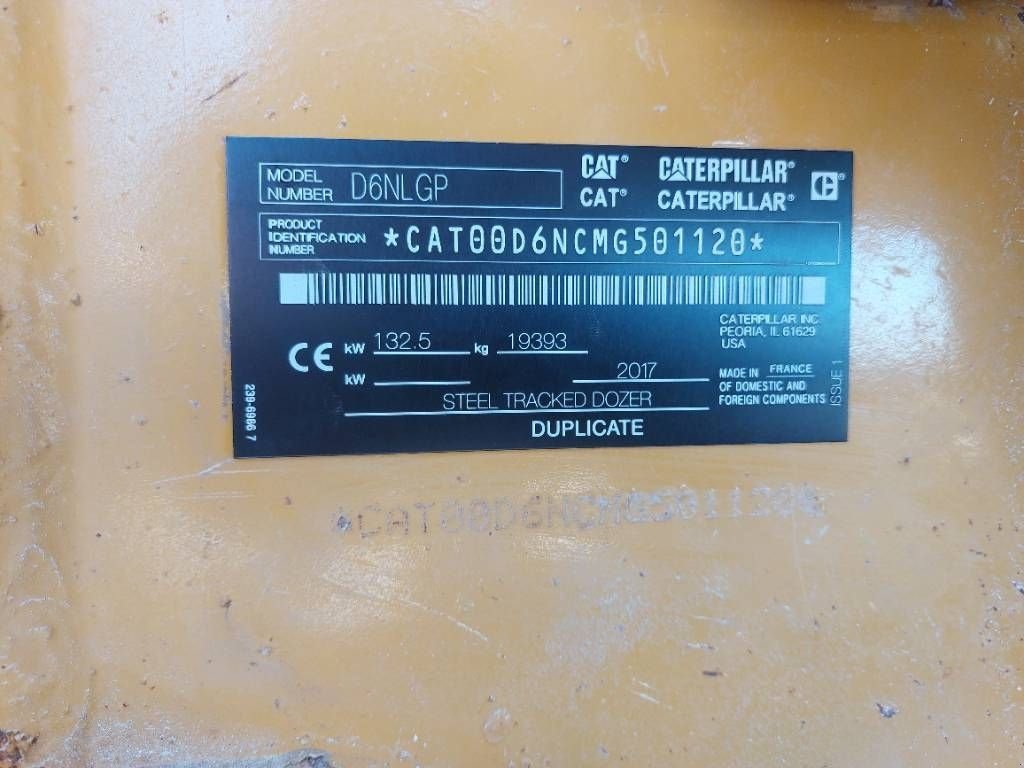 MODEL NUMBER D6NLGP
CAT® CATERPILLAR®
CAT® CATERPILLAR®
PRODUCT IDENTIFICATION NUMBER *CAT00D6NCMG501120*
CATERPILLAR INC
PEORIA, IL 61629
USA
CE kW 132.5 kg 19393
kW 2017
MADE IN FRANCE
OF DOMESTIC AND
FOREIGN COMPONENTS
ISSUE 1
STEEL TRACKED DOZER
DUPLICATE
239-6966 7
*CAT00D6NCMG501120*